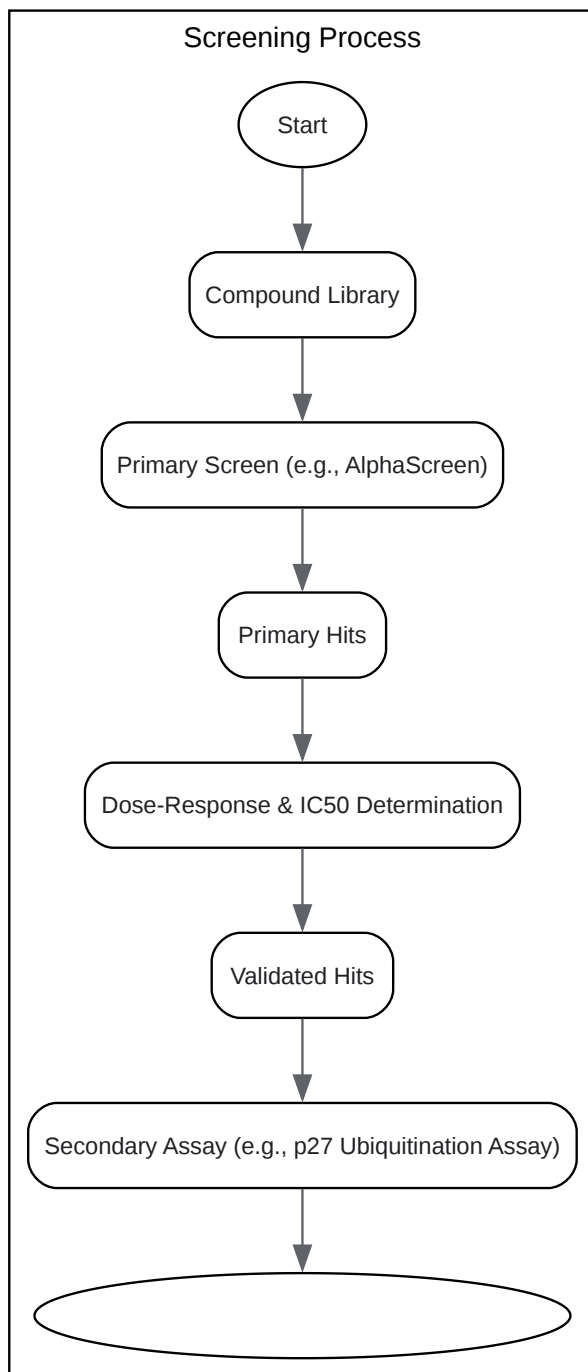 Screening Process
Start
Compound Library
Primary Screen (e.g., AlphaScreen)
Primary Hits
Dose-Response & IC50 Determination
Validated Hits
Secondary Assay (e.g., p27 Ubiquitination Assay)